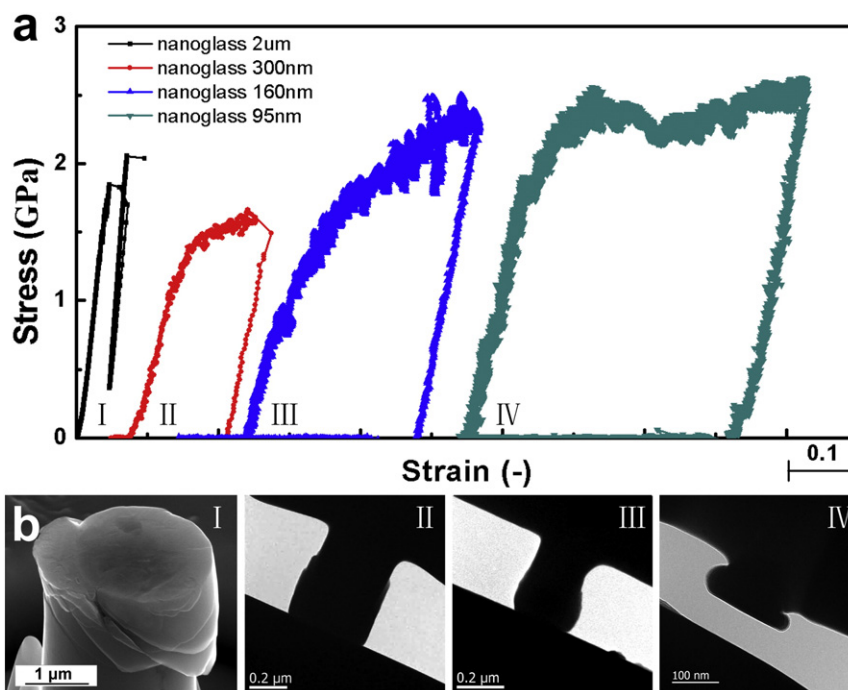 a
3
2
1
0
Stress (GPa)
nanoglass 2um
nanoglass 300nm
nanoglass 160nm
nanoglass 95nm
I
II
III
IV
Strain (-)
0.1
b
I
II
III
IV
1 μm
0.2 μm
0.2 μm
100 nm